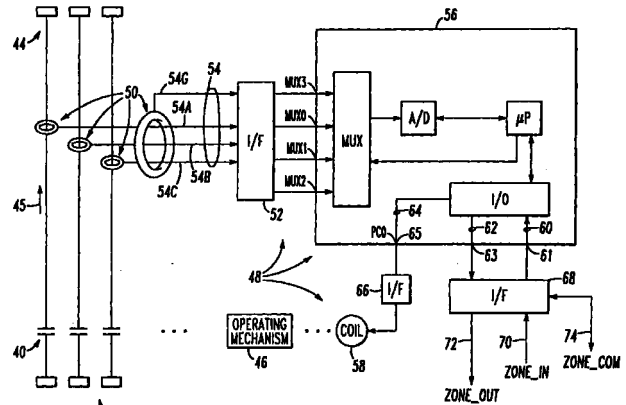 56
44
50
54
54G
54A
54B
54C
I/F
52
MUX3
MUX0
MUX1
MUX2
MUX
A/D
μP
45
I/O
64
62
60
PCO
65
63
61
48
66
I/F
I/F
68
40
OPERATING
MECHANISM
46
COIL
58
72
70
74
ZONE_IN
ZONE_COM
ZONE_OUT